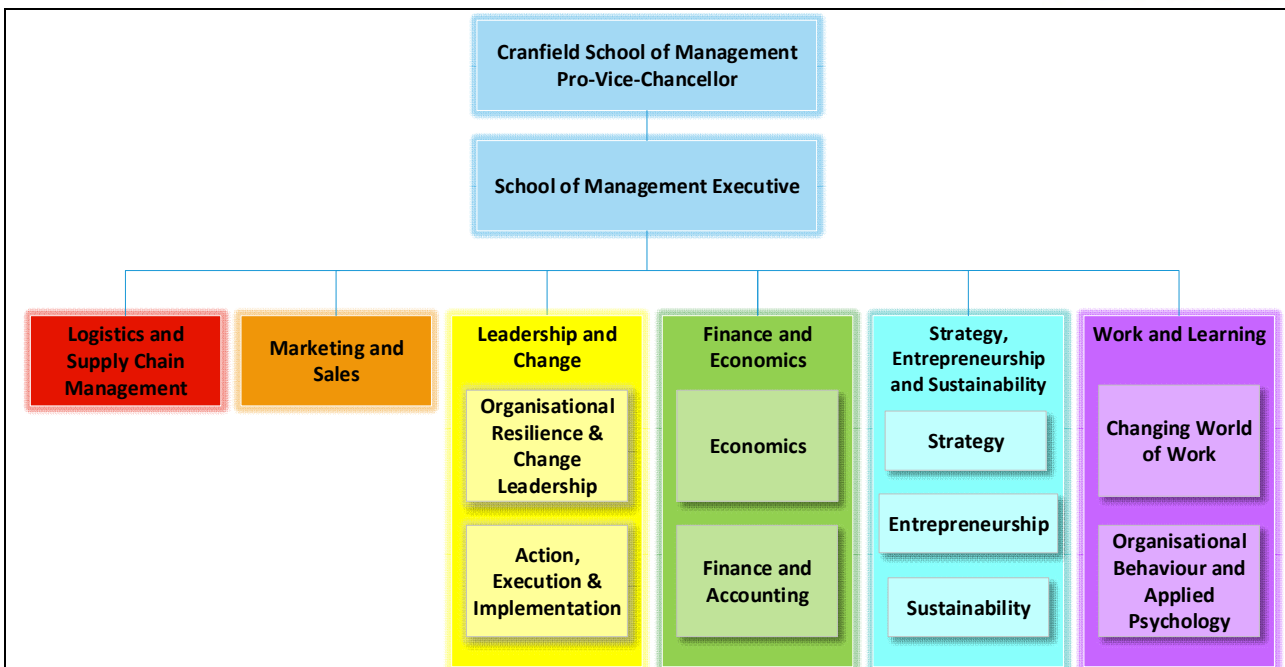 Cranfield School of Management
Pro-Vice-Chancellor
School of Management Executive
Logistics and
Supply Chain
Management
Marketing and
Sales
Leadership and
Change
Organisational
Resilience &
Change
Leadership
Action,
Execution &
Implementation
Finance and
Economics
Economics
Finance and
Accounting
Strategy,
Entrepreneurship
and Sustainability
Strategy
Entrepreneurship
Sustainability
Work and Learning
Changing World
of Work
Organisational
Behaviour and
Applied
Psychology